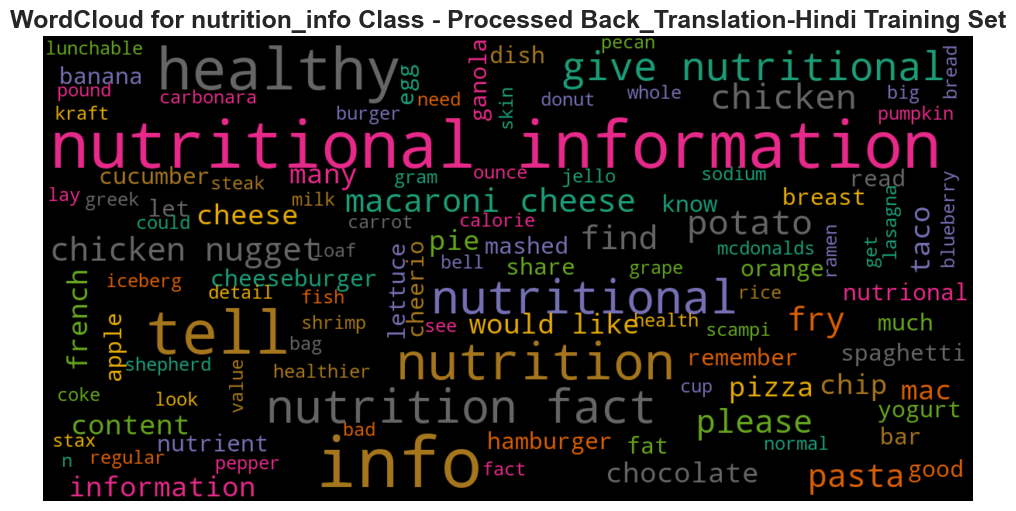 WordCloud for nutrition_info Class - Processed Back_Translation-Hindi Training Set
lunchable
healthy
egg
ganola
dish
pecan
give nutritional
bread
banana
pound
carbonara
need
skin
donut
whole
chicken
big
kraft
burger
pumpkin
nutritional information
cucumber
steak
many
gram
ounce
jello
sodium
read
lay
greek
let
could
cheese
milk
macaroni cheese
know
breast
lasagna
taco
blueberry
carrot
calorie
potato
chicken nugget
loaf
lettuce
cheerio
pie
mashed
find
mcdonalds
ramen
get
bell
share
grape
orange
iceberg
cheeseburger
detail
fish
nutritional
rice
nutrional
french
apple
tell
shrimp
see
would like
health
scampi
fry
much
bag
shepherd
value
healthier
nutrition
remember
spaghetti
coke
look
nutrition fact
cup
pizza
chip
mac
content
bad
please
yogurt
stax
nutrient
info
hamburger
fat
normal
bar
n
regular
pepper
fact
chocolate
pasta
good
information